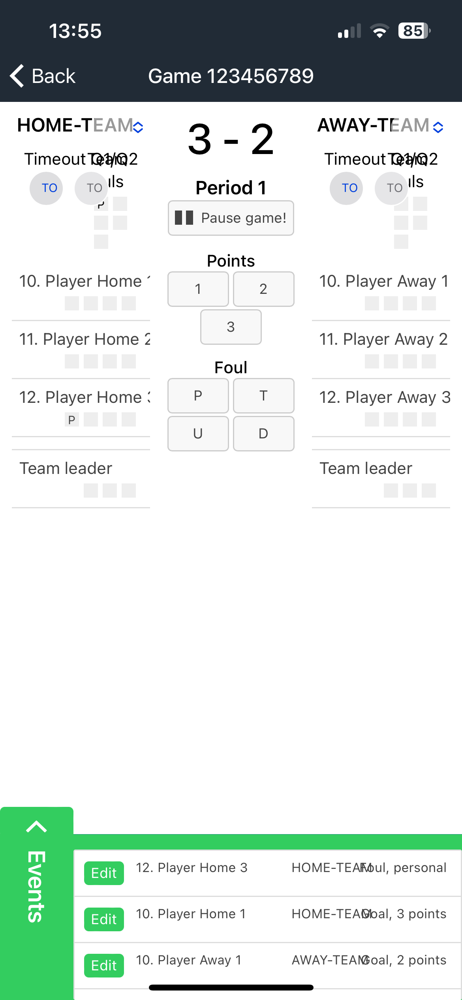 13:55
85
Back
Game 123456789
HOME-TEAM
3 - 2
AWAY-TEAM
Timeout Q1/Q2
Team
Timeout Q1/Q2
Team
TO
TO
P
TO
TO
Period 1
Pause game!
Points
1
2
3
10. Player Home 1
10. Player Away 1
11. Player Home 2
11. Player Away 2
Foul
P
T
U
D
12. Player Home 3
P
12. Player Away 3
Team leader
Team leader
Events
Edit
12. Player Home 3
HOME-TEAM
Foul, personal
Edit
10. Player Home 1
HOME-TEAM
Goal, 3 points
Edit
10. Player Away 1
AWAY-TEAM
Goal, 2 points